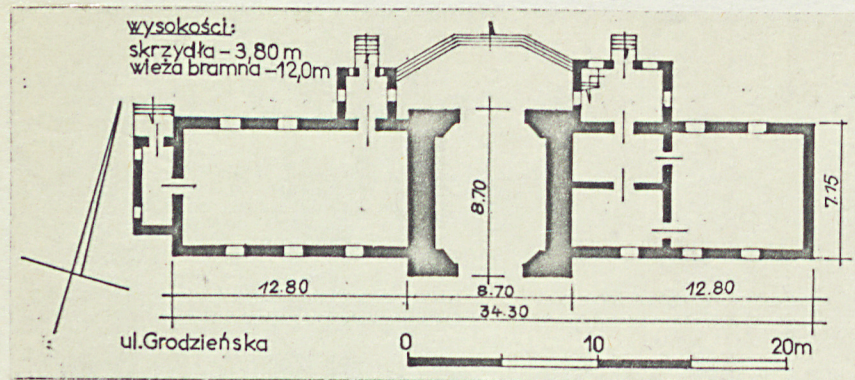 wysokości:
skrzydła – 3,80 m
wieża bramna – 12,0m
8.70
7.15
12.80
8.70
12.80
34.30
ul.Grodzieńska
0
10
20m